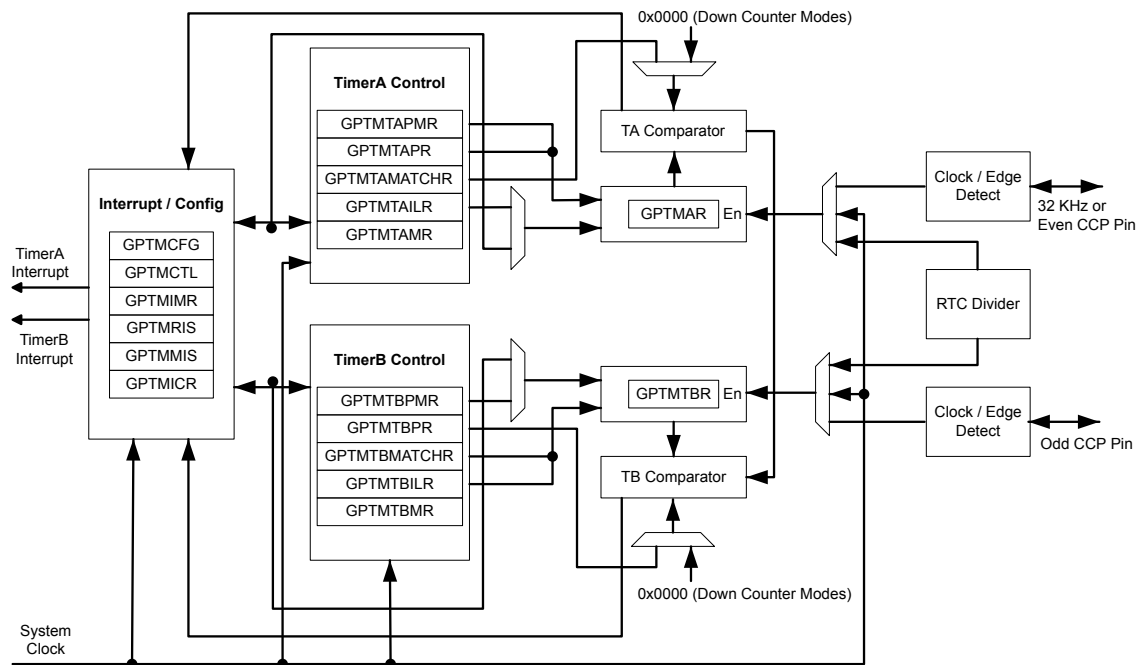 0x0000 (Down Counter Modes)
TimerA Control
GPTMTAPMR
GPTMTAPR
GPTMTAMATCHR
GPTMTAILR
GPTMTAMR
TA Comparator
GPTMAR
En
Clock / Edge
Detect
32 KHz or
Even CCP Pin
Interrupt / Config
GPTMCFG
GPTMCTL
GPTMIMR
GPTMRIS
GPTMMIS
GPTMICR
TimerA
Interrupt
TimerB
Interrupt
RTC Divider
TimerB Control
GPTMTBPMR
GPTMTBPR
GPTMTBMATCHR
GPTMTBILR
GPTMTBMR
GPTMTBR
En
TB Comparator
Clock / Edge
Detect
Odd CCP Pin
0x0000 (Down Counter Modes)
System
Clock